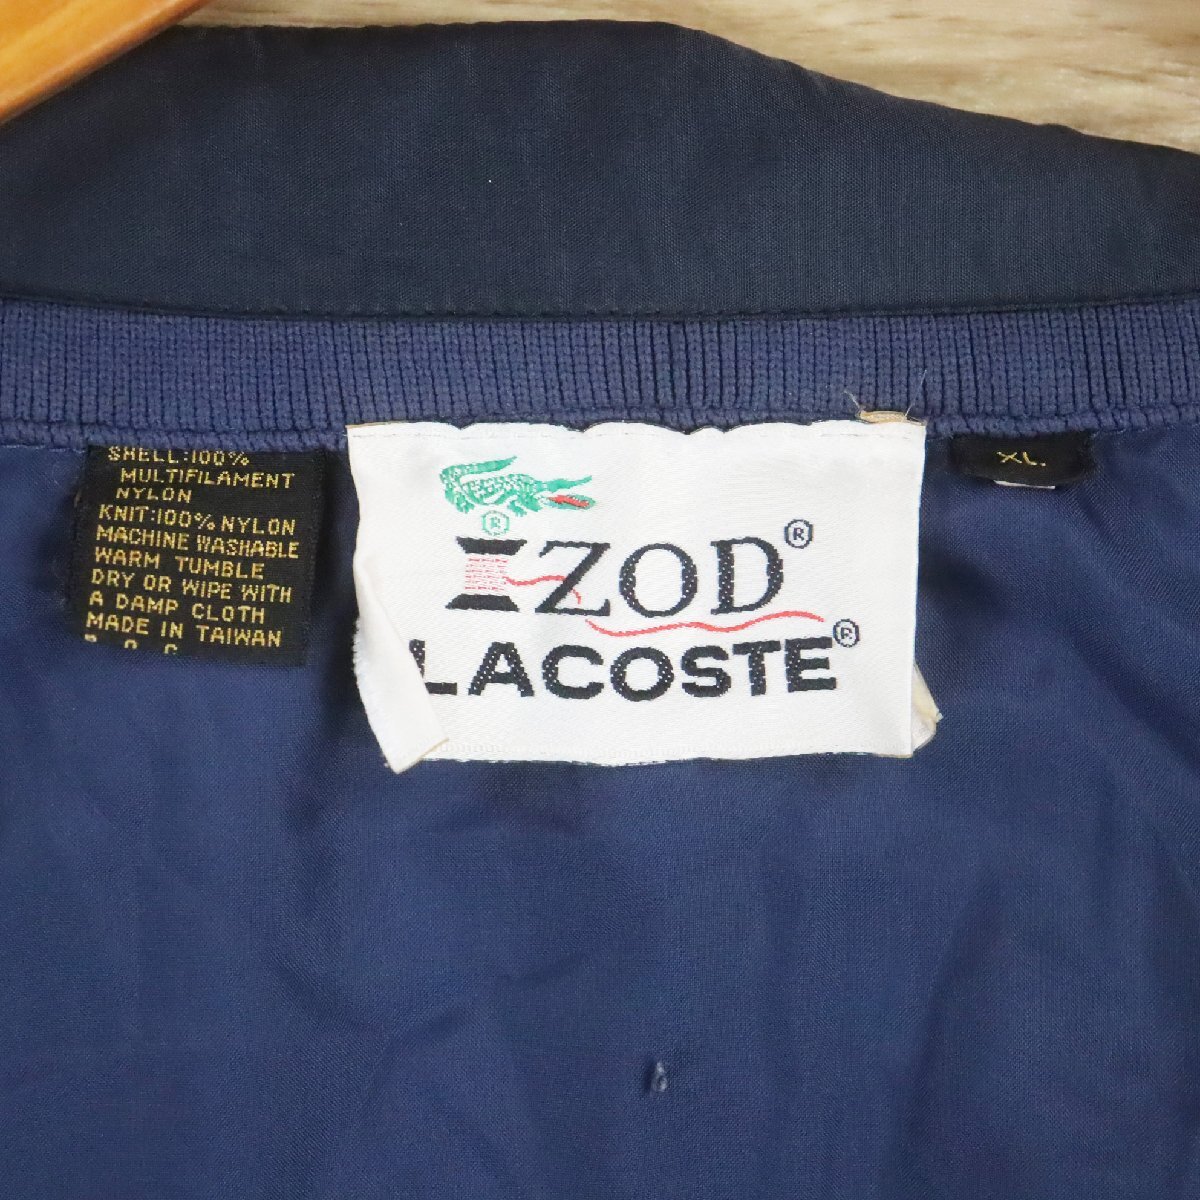 SHELL:100%
MULTIFILAMENT
NYLON
KNIT:100% NYLON
MACHINE WASHABLE
WARM TUMBLE
DRY OR WIPE WITH
A DAMP CLOTH
MADE IN TAIWAN
®
IZOD®
LACOSTE®
XL.